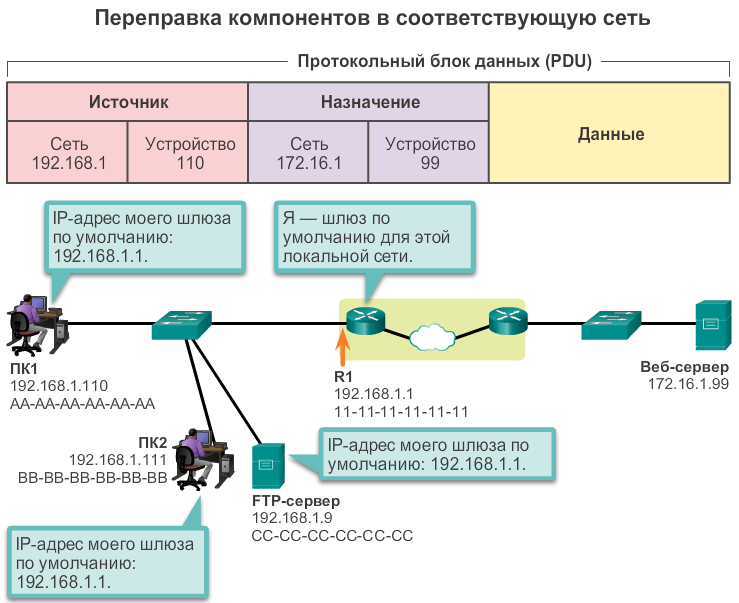 Переправка компонентов в соответствующую сеть
Протокольный блок данных (PDU)
Источник
Назначение
Данные
Сеть
192.168.1
Устройство
110
Сеть
172.16.1
Устройство
99
IP-адрес моего шлюза
по умолчанию:
192.168.1.1.
Я — шлюз по
умолчанию для этой
локальной сети.
ПК1
192.168.1.110
AA-AA-AA-AA-AA-AA
R1
192.168.1.1
11-11-11-11-11-11
Веб-сервер
172.16.1.99
ПК2
192.168.1.111
BB-BB-BB-BB-BB-BB
IP-адрес моего шлюза по
умолчанию: 192.168.1.1.
FTP-сервер
192.168.1.9
CC-CC-CC-CC-CC-CC
IP-адрес моего шлюза
по умолчанию:
192.168.1.1.